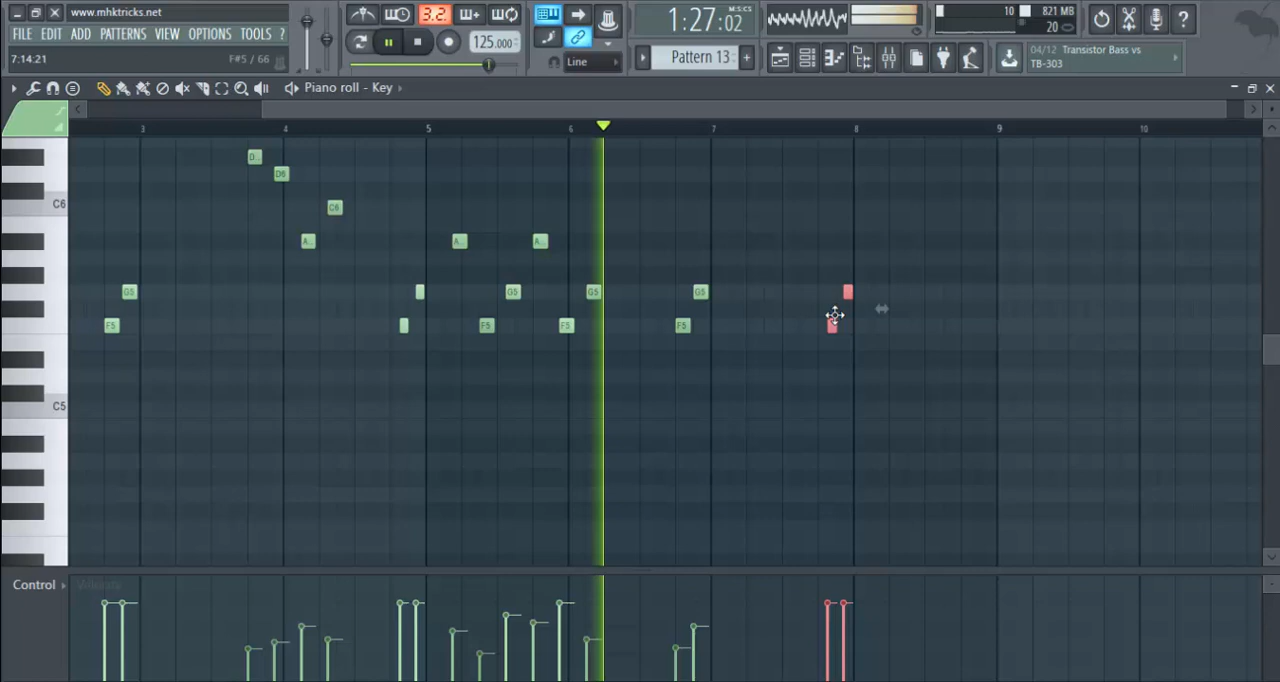 www.mhktricks.net
FILE EDIT ADD PATTERNS VIEW OPTIONS TOOLS ?
7:14:21
F#5 / 66
3.2.
125.000
Line
1:27:02
M:S:CS
Pattern 13
10
821 MB
20
04/12 Transistor Bass vs
TB-303
Piano roll - Key
3 4 5 6 7 8 9 10
D...
D6
C6
C6
A...
A...
A...
G5
G5
G5
G5
F5
F5
F5
F5
C5
Control